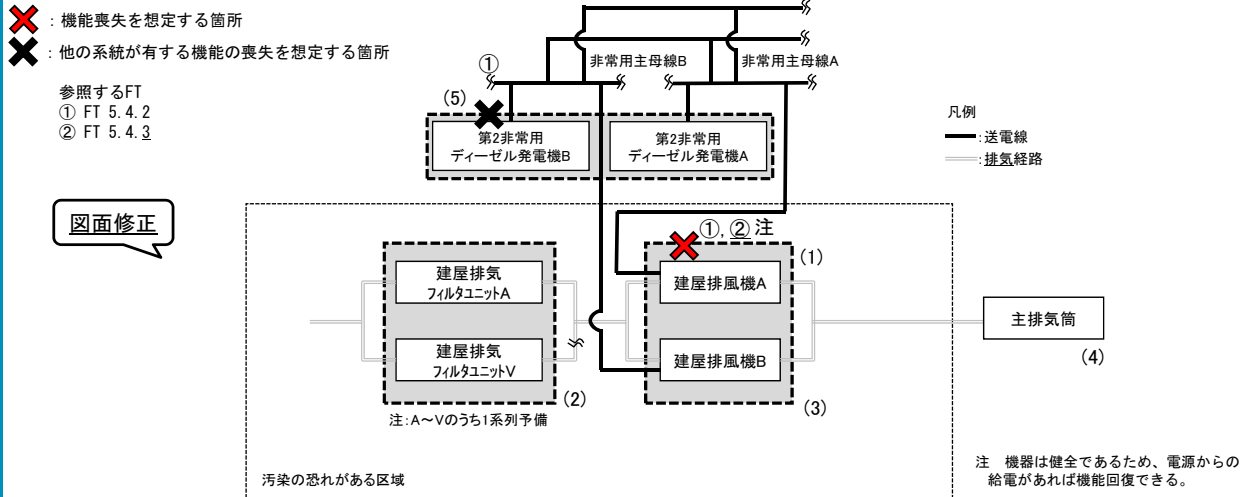 ：機能喪失を想定する箇所
：他の系統が有する機能の喪失を想定する箇所
参照するFT
① FT 5.4.2
② FT 5.4.3
図面修正
①
非常用主母線B
非常用主母線A
(5)
第2非常用
ディーゼル発電機B
第2非常用
ディーゼル発電機A
凡例
：送電線
：排気経路
①, ② 注
(1)
建屋排気
フィルタユニットA
建屋排風機A
建屋排気
フィルタユニットV
建屋排風機B
主排気筒
(4)
(2)
(3)
注：A～Vのうち1系列予備
汚染の恐れがある区域
注　機器は健全であるため、電源からの
給電があれば機能回復できる。